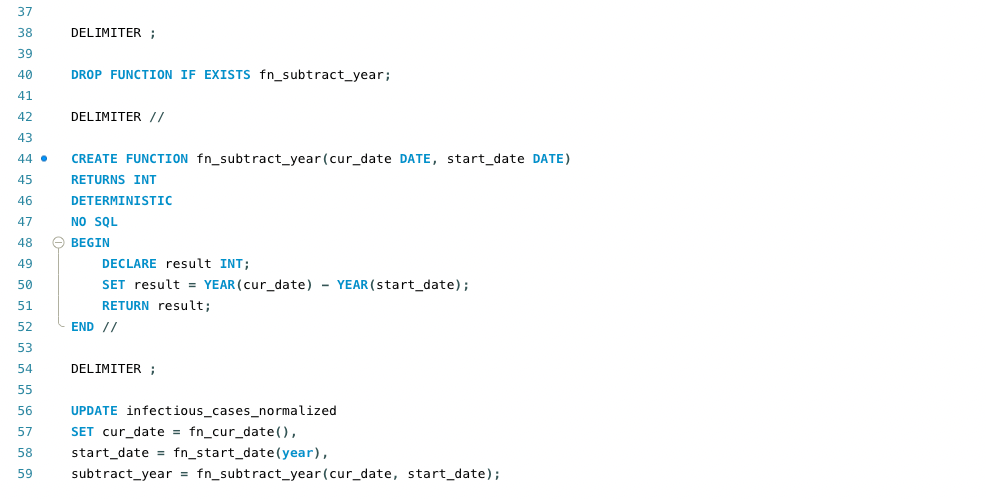 37
38 DELIMITER ;
39
40 DROP FUNCTION IF EXISTS fn_subtract_year;
41
42 DELIMITER //
43
44 CREATE FUNCTION fn_subtract_year(cur_date DATE, start_date DATE)
45 RETURNS INT
46 DETERMINISTIC
47 NO SQL
48 BEGIN
49 DECLARE result INT;
50 SET result = YEAR(cur_date) - YEAR(start_date);
51 RETURN result;
52 END //
53
54 DELIMITER ;
55
56 UPDATE infectious_cases_normalized
57 SET cur_date = fn_cur_date(),
58 start_date = fn_start_date(year),
59 subtract_year = fn_subtract_year(cur_date, start_date);